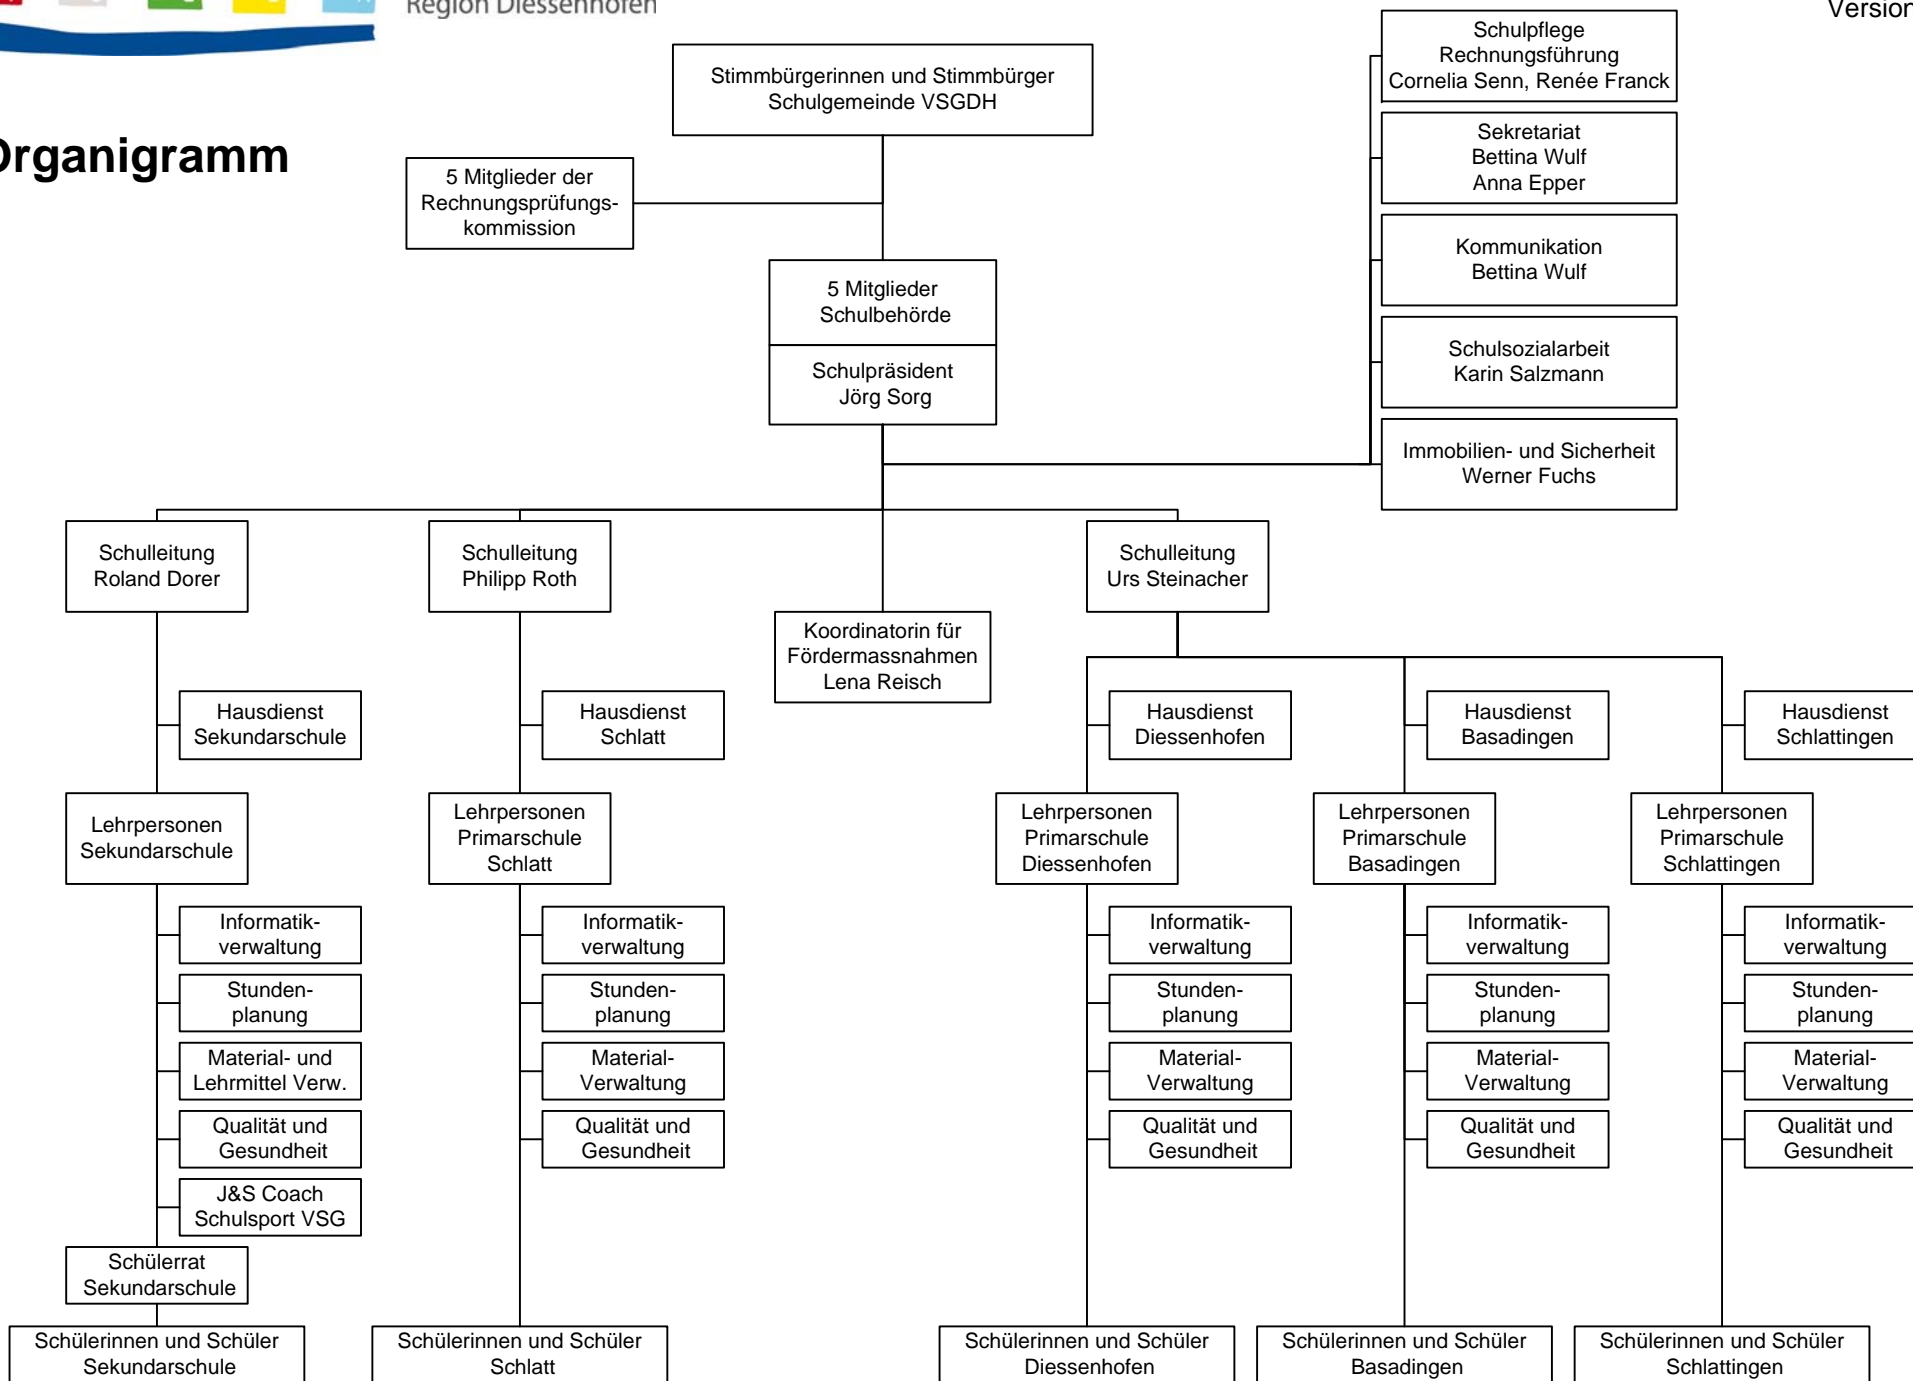 Region Diessenhofen
Version
Organigramm
Stimmbürgerinnen und Stimmbürger
Schulgemeinde VSGDH
5 Mitglieder der
Rechnungsprüfungs-
kommission
5 Mitglieder
Schulbehörde
Schulpräsident
Jörg Sorg
Schulpflege
Rechnungsführung
Cornelia Senn, Renée Franck
Sekretariat
Bettina Wulf
Anna Epper
Kommunikation
Bettina Wulf
Schulsozialarbeit
Karin Salzmann
Immobilien- und Sicherheit
Werner Fuchs
Schulleitung
Roland Dorer
Schulleitung
Philipp Roth
Schulleitung
Urs Steinacher
Koordinatorin für
Fördermassnahmen
Lena Reisch
Hausdienst
Sekundarschule
Hausdienst
Schlatt
Hausdienst
Diessenhofen
Hausdienst
Basadingen
Hausdienst
Schlattingen
Lehrpersonen
Sekundarschule
Lehrpersonen
Primarschule
Schlatt
Lehrpersonen
Primarschule
Diessenhofen
Lehrpersonen
Primarschule
Basadingen
Lehrpersonen
Primarschule
Schlattingen
Informatik-
verwaltung
Informatik-
verwaltung
Informatik-
verwaltung
Informatik-
verwaltung
Informatik-
verwaltung
Stunden-
planung
Stunden-
planung
Stunden-
planung
Stunden-
planung
Stunden-
planung
Material- und
Lehrmittel Verw.
Material-
Verwaltung
Material-
Verwaltung
Material-
Verwaltung
Material-
Verwaltung
Qualität und
Gesundheit
Qualität und
Gesundheit
Qualität und
Gesundheit
Qualität und
Gesundheit
Qualität und
Gesundheit
J&S Coach
Schulsport VSG
Schülerrat
Sekundarschule
Schülerinnen und Schüler
Sekundarschule
Schülerinnen und Schüler
Schlatt
Schülerinnen und Schüler
Diessenhofen
Schülerinnen und Schüler
Basadingen
Schülerinnen und Schüler
Schlattingen